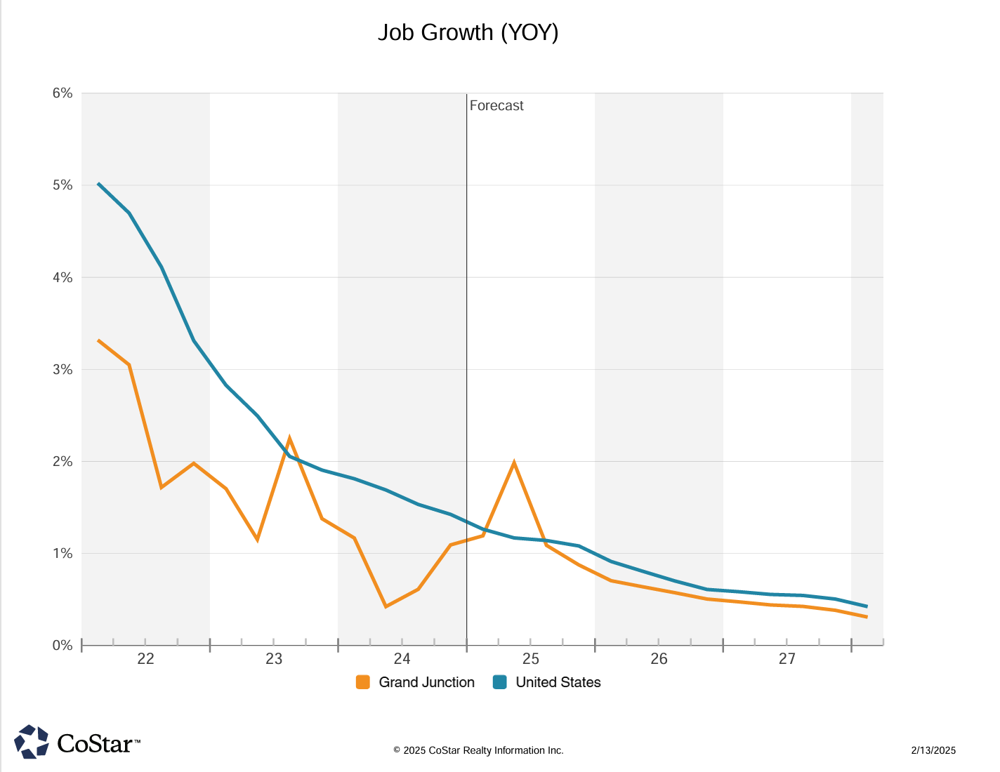 Job Growth (YOY)
6%
Forecast
5%
4%
3%
2%
1%
0%
22 23 24 25 26 27
Grand Junction United States
CoStar™
© 2025 CoStar Realty Information Inc.
2/13/2025